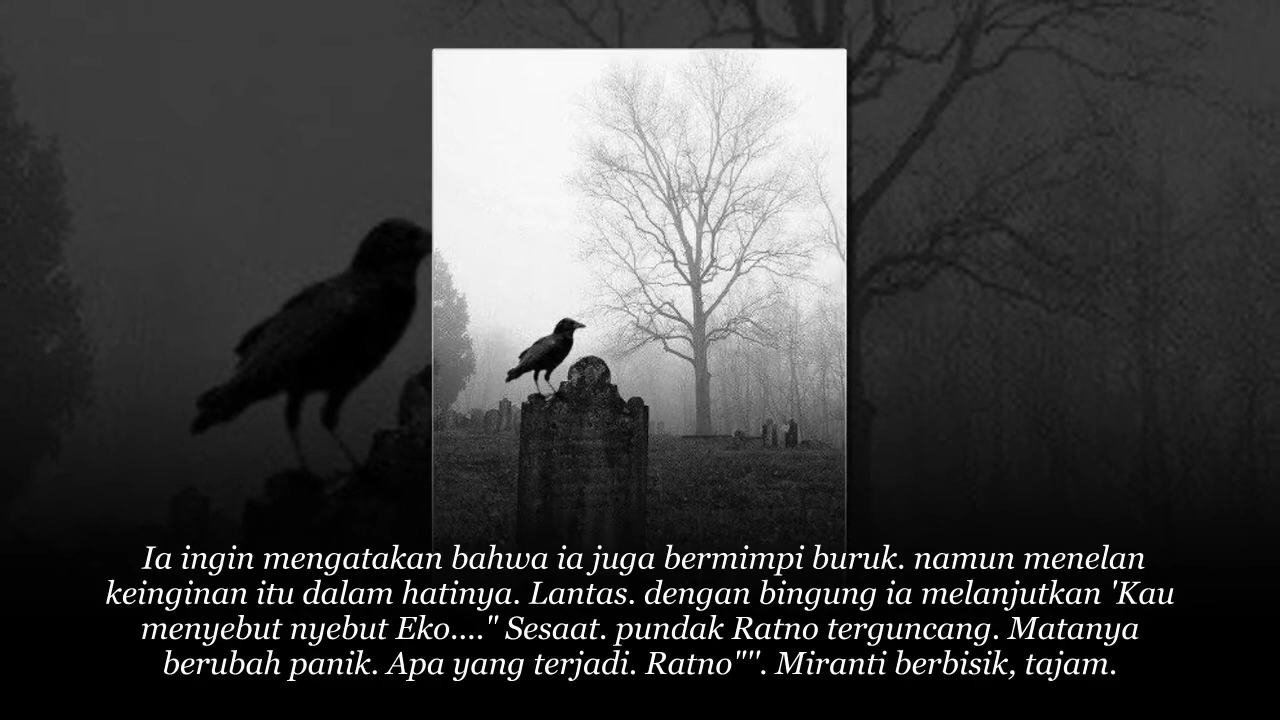 Ia ingin mengatakan bahwa ia juga bermimpi buruk. namun menelan
keinginan itu dalam hatinya. Lantas. dengan bingung ia melanjutkan 'Kau
menyebut nyebut Eko...." Sesaat. pundak Ratno terguncang. Matanya
berubah panik. Apa yang terjadi. Ratno"". Miranti berbisik, tajam.